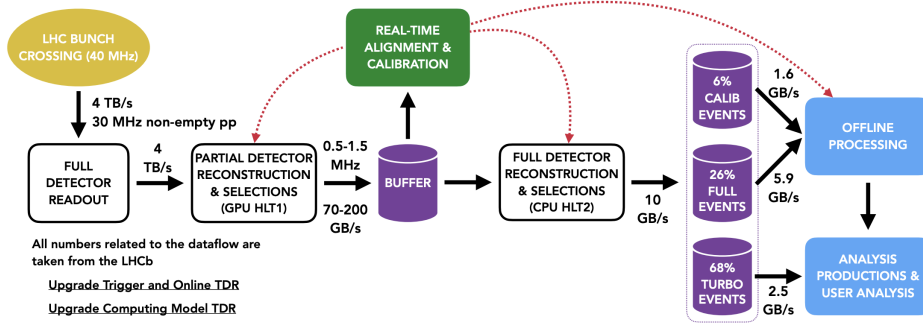 LHC BUNCH
CROSSING (40 MHz)
4 TB/s
30 MHz non-empty pp
FULL
DETECTOR
READOUT
4
TB/s
PARTIAL DETECTOR
RECONSTRUCTION
& SELECTIONS
(GPU HLT1)
0.5-1.5
MHz
70-200
GB/s
REAL-TIME
ALIGNMENT &
CALIBRATION
BUFFER
FULL DETECTOR
RECONSTRUCTION
& SELECTIONS
(CPU HLT2)
10
GB/s
6%
CALIB
EVENTS
26%
FULL
EVENTS
68%
TURBO
EVENTS
1.6
GB/s
5.9
GB/s
2.5
GB/s
OFFLINE
PROCESSING
ANALYSIS
PRODUCTIONS &
USER ANALYSIS
All numbers related to the dataflow are
taken from the LHCb
Upgrade Trigger and Online TDR
Upgrade Computing Model TDR